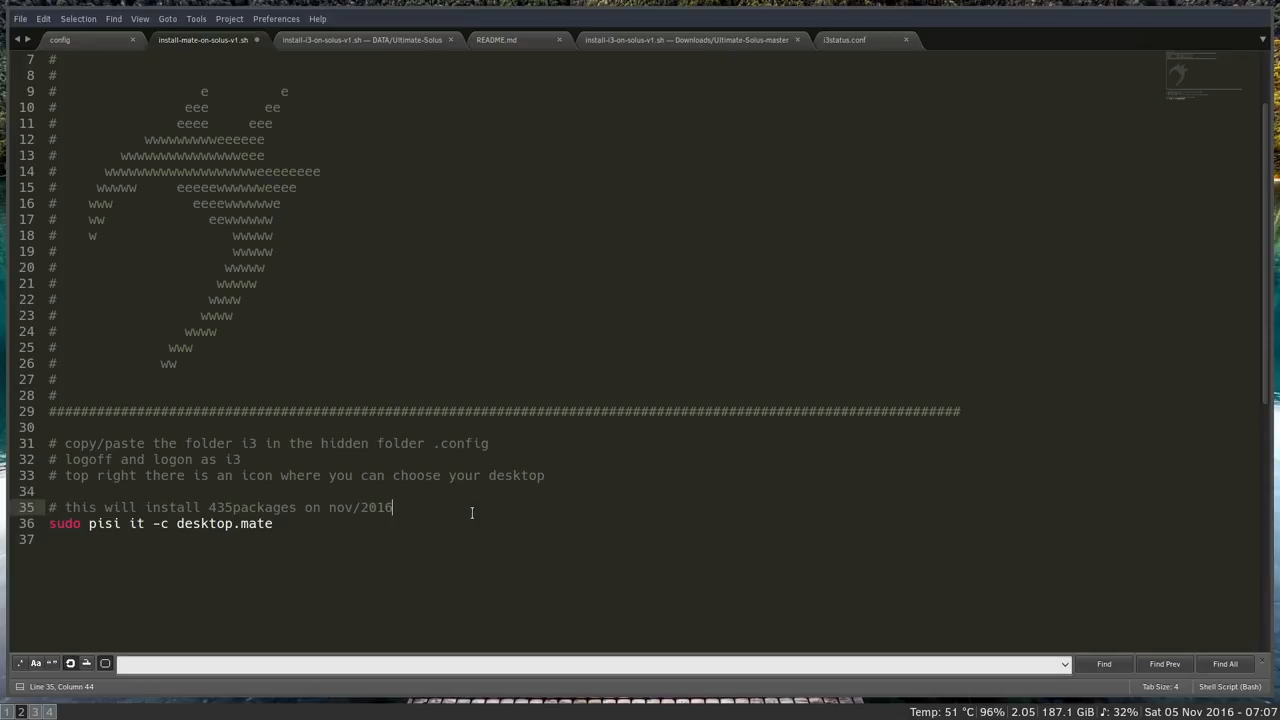 File Edit Selection Find View Goto Tools Project Preferences Help
config × install-mate-on-solus-v1.sh install-i3-on-solus-v1.sh — DATA/Ultimate-Solus × README.md × install-i3-on-solus-v1.sh — Downloads/Ultimate-Solus-master × i3status.conf ×
7 #
8 #
9 # e e
10 # eee ee
11 # eeee eee
12 # wwwwwwwwweeeeee
13 # wwwwwwwwwwwwwwweee
14 # wwwwwwwwwwwwwwwwwwweeeeeeee
15 # wwwww eeeeewwwwwweeee
16 # www eeeewwwwwwe
17 # ww eewwwwww
18 # w wwwww
19 # wwwww
20 # wwwww
21 # wwwww
22 # wwww
23 # wwww
24 # wwww
25 # www
26 # ww
27 #
28 #
29 ##################################################################################################################
30
31 # copy/paste the folder i3 in the hidden folder .config
32 # logoff and logon as i3
33 # top right there is an icon where you can choose your desktop
34
35 # this will install 435packages on nov/2016
36 sudo pisi it -c desktop.mate
37
.* Aa “” Find Find Prev Find All
Line 35, Column 44 Tab Size: 4 Shell Script (Bash)
1 2 3 4 Temp: 51 °C 96% 2.05 187.1 GiB ♪: 32% Sat 05 Nov 2016 - 07:07